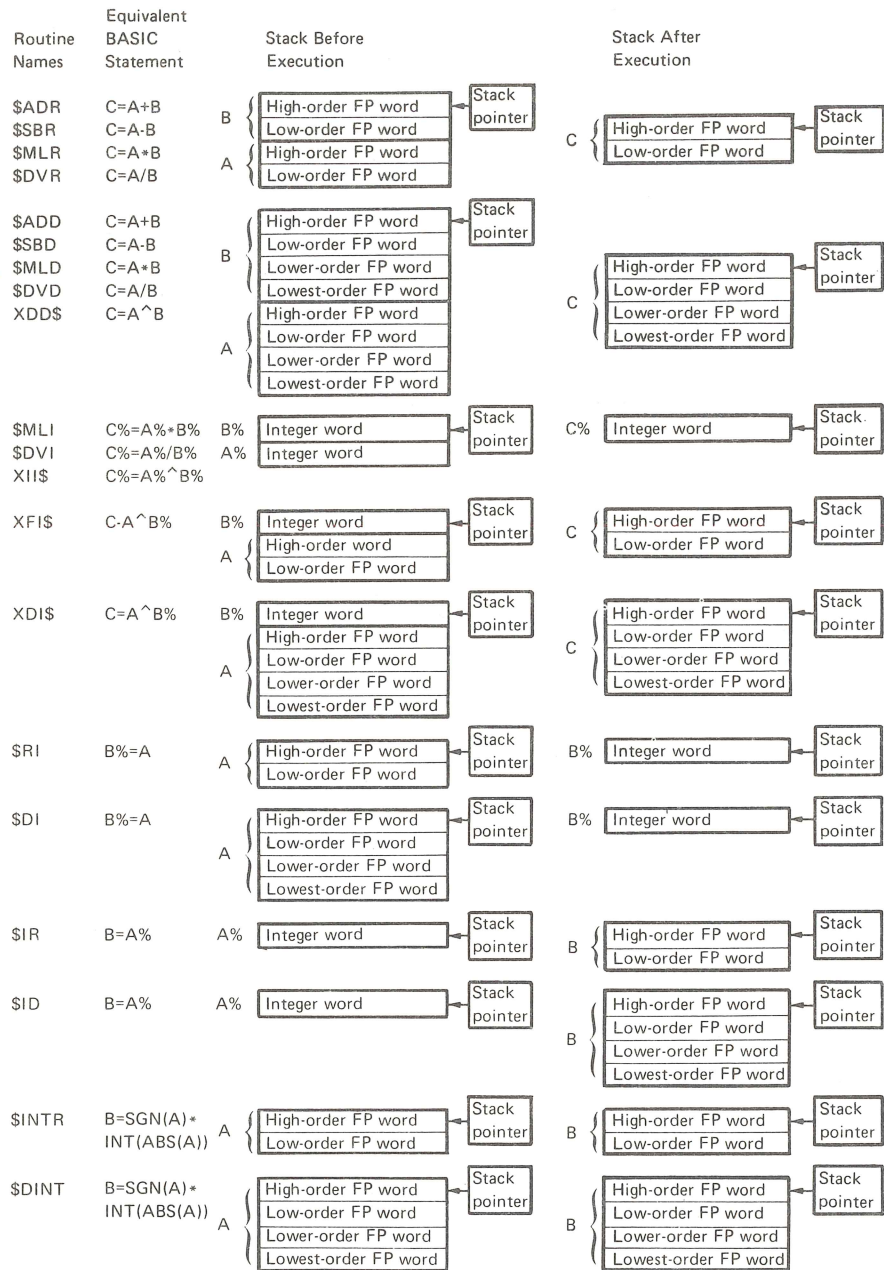 Routine Names
Equivalent BASIC Statement
Stack Before Execution
Stack After Execution
$ADR C=A+B
$SBR C=A-B
$MLR C=A*B
$DVR C=A/B
B
High-order FP word
Low-order FP word
A
High-order FP word
Low-order FP word
Stack pointer
C
High-order FP word
Low-order FP word
Stack pointer
$ADD C=A+B
$SBD C=A-B
$MLD C=A*B
$DVD C=A/B
XDD$ C=A^B
B
High-order FP word
Low-order FP word
Lower-order FP word
Lowest-order FP word
A
High-order FP word
Low-order FP word
Lower-order FP word
Lowest-order FP word
Stack pointer
C
High-order FP word
Low-order FP word
Lower-order FP word
Lowest-order FP word
Stack pointer
$MLI C%=A%*B%
$DVI C%=A%/B%
XII$ C%=A%^B%
B% Integer word
A% Integer word
Stack pointer
C% Integer word
Stack pointer
XFI$ C-A^B%
B% Integer word
A
High-order word
Low-order FP word
Stack pointer
C
High-order FP word
Low-order FP word
Stack pointer
XDI$ C=A^B%
B% Integer word
A
High-order FP word
Low-order FP word
Lower-order FP word
Lowest-order FP word
Stack pointer
C
High-order FP word
Low-order FP word
Lower-order FP word
Lowest-order FP word
Stack pointer
$RI B%=A
A
High-order FP word
Low-order FP word
Stack pointer
B% Integer word
Stack pointer
$DI B%=A
A
High-order FP word
Low-order FP word
Lower-order FP word
Lowest-order FP word
Stack pointer
B% Integer word
Stack pointer
$IR B=A%
A% Integer word
Stack pointer
B
High-order FP word
Low-order FP word
Stack pointer
$ID B=A%
A% Integer word
Stack pointer
B
High-order FP word
Low-order FP word
Lower-order FP word
Lowest-order FP word
Stack pointer
$INTR B=SGN(A)*
INT(ABS(A))
A
High-order FP word
Low-order FP word
Stack pointer
B
High-order FP word
Low-order FP word
Stack pointer
$DINT B=SGN(A)*
INT(ABS(A))
A
High-order FP word
Low-order FP word
Lower-order FP word
Lowest-order FP word
Stack pointer
B
High-order FP word
Low-order FP word
Lower-order FP word
Lowest-order FP word
Stack pointer